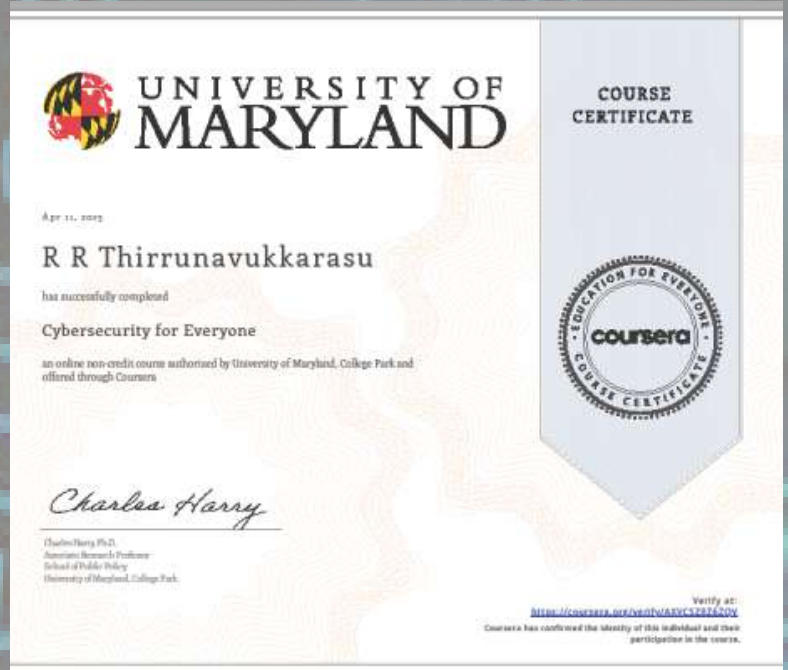 UNIVERSITY OF
MARYLAND
COURSE
CERTIFICATE
Apr 11, 2023
R R Thirrunavukkarasu
has successfully completed
Cybersecurity for Everyone
an online non-credit course authorized by University of Maryland, College Park and
offered through Coursera
EDUCATION FOR EVERYONE
coursera
COURSE CERTIFICATE
Charles Harry
Charles Harry, Ph.D.
Associate Research Professor
School of Public Policy
University of Maryland, College Park
Verify at:
Coursera has confirmed the identity of this individual and their
participation in the course.